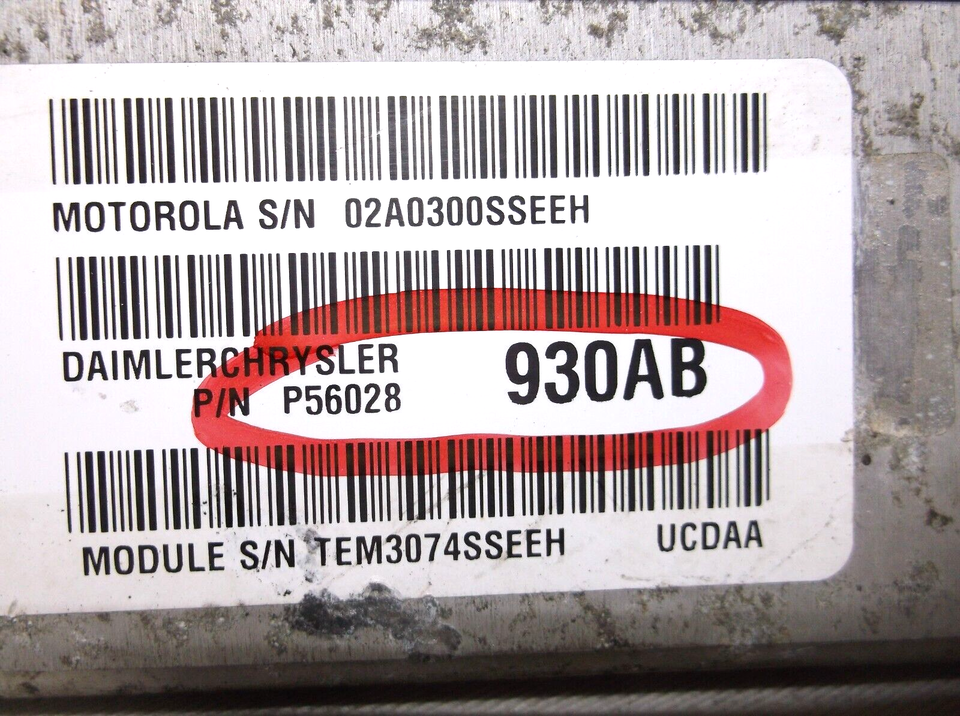 MOTOROLA S/N 02A0300SSEEH
DAIMLERCHRYSLER
P/N P56028 930AB
MODULE S/N TEM3074SSEEH UCDAA